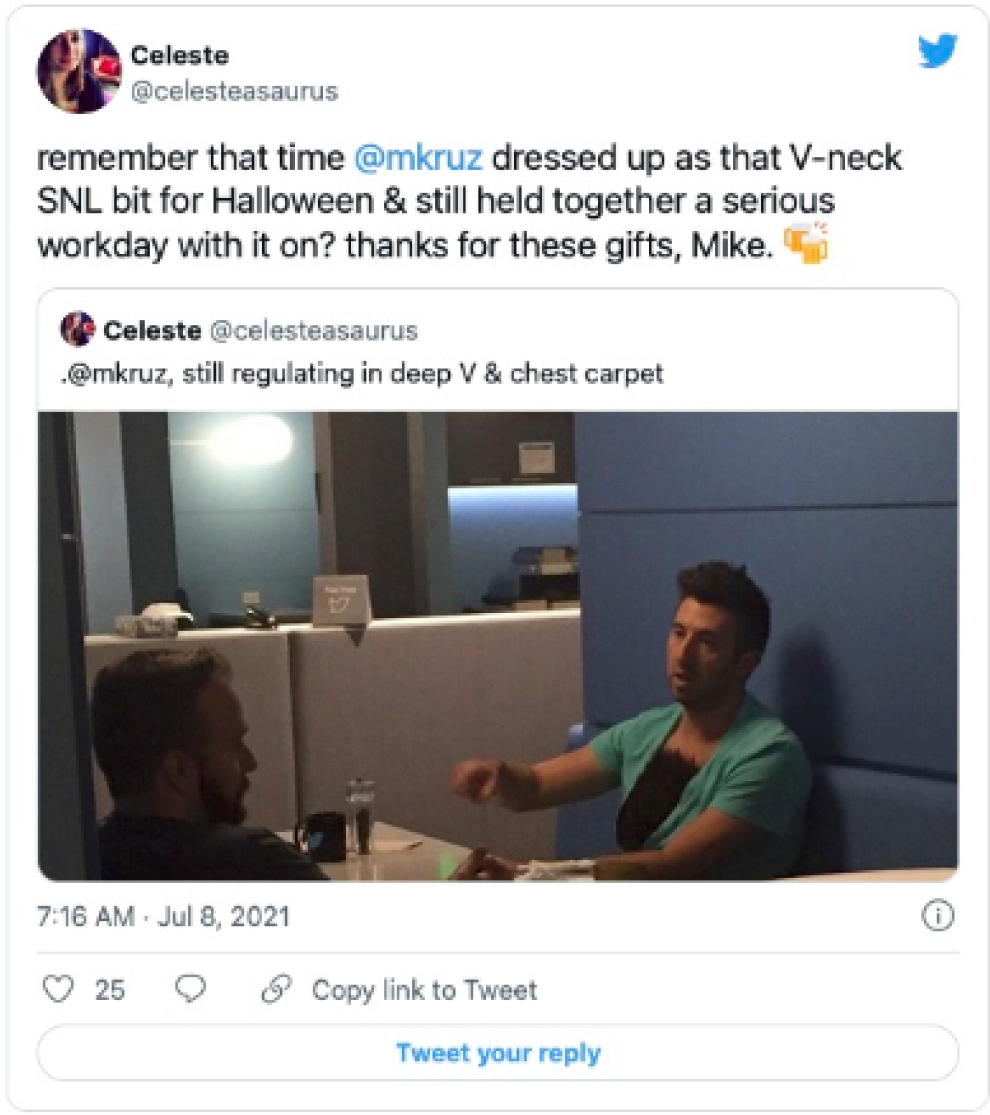 Celeste
@celesteasaurus
remember that time @mkruz dressed up as that V-neck
SNL bit for Halloween & still held together a serious
workday with it on? thanks for these gifts, Mike. 🍻
Celeste @celesteasaurus
.@mkruz, still regulating in deep V & chest carpet
7:16 AM · Jul 8, 2021
25
Copy link to Tweet
Tweet your reply